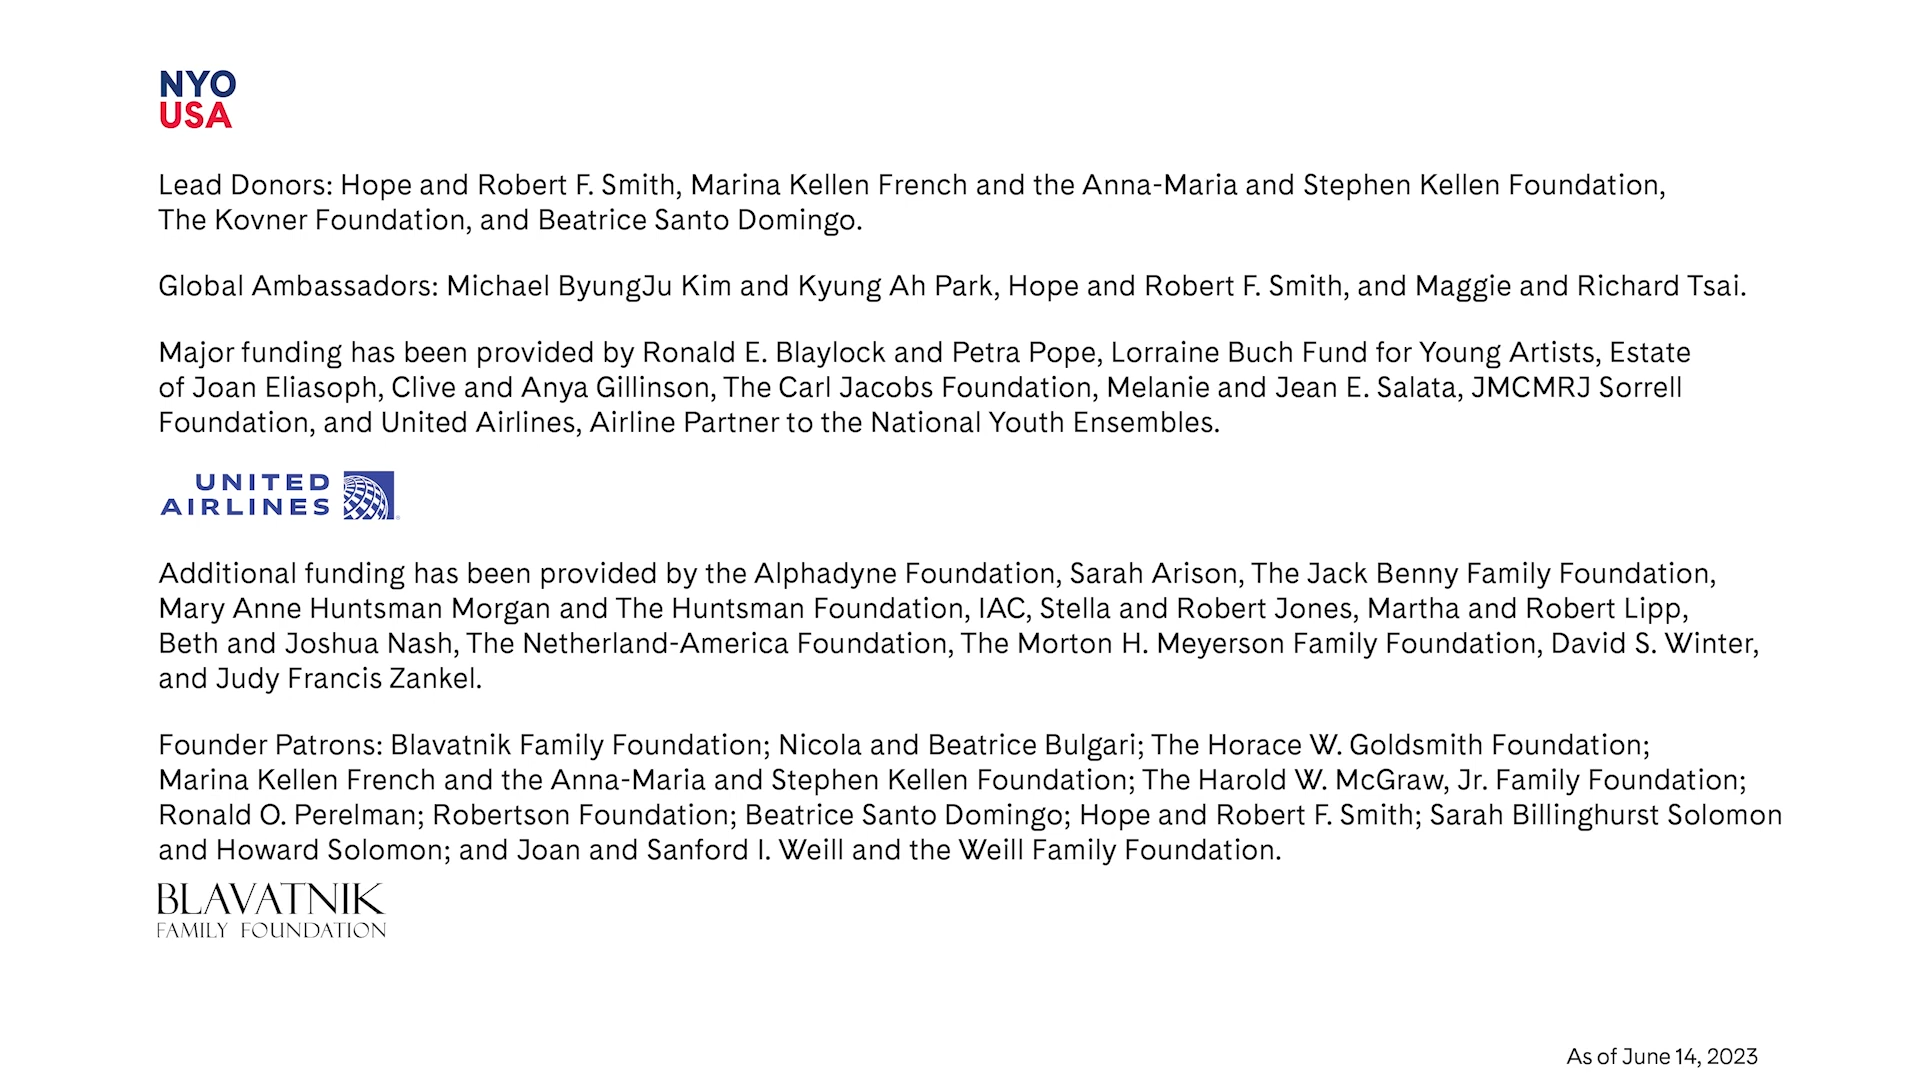 NYO
USA
Lead Donors: Hope and Robert F. Smith, Marina Kellen French and the Anna-Maria and Stephen Kellen Foundation,
The Kovner Foundation, and Beatrice Santo Domingo.
Global Ambassadors: Michael ByungJu Kim and Kyung Ah Park, Hope and Robert F. Smith, and Maggie and Richard Tsai.
Major funding has been provided by Ronald E. Blaylock and Petra Pope, Lorraine Buch Fund for Young Artists, Estate
of Joan Eliasoph, Clive and Anya Gillinson, The Carl Jacobs Foundation, Melanie and Jean E. Salata, JMCMRJ Sorrell
Foundation, and United Airlines, Airline Partner to the National Youth Ensembles.
UNITED
AIRLINES
Additional funding has been provided by the Alphadyne Foundation, Sarah Arison, The Jack Benny Family Foundation,
Mary Anne Huntsman Morgan and The Huntsman Foundation, IAC, Stella and Robert Jones, Martha and Robert Lipp,
Beth and Joshua Nash, The Netherland-America Foundation, The Morton H. Meyerson Family Foundation, David S. Winter,
and Judy Francis Zankel.
Founder Patrons: Blavatnik Family Foundation; Nicola and Beatrice Bulgari; The Horace W. Goldsmith Foundation;
Marina Kellen French and the Anna-Maria and Stephen Kellen Foundation; The Harold W. McGraw, Jr. Family Foundation;
Ronald O. Perelman; Robertson Foundation; Beatrice Santo Domingo; Hope and Robert F. Smith; Sarah Billinghurst Solomon
and Howard Solomon; and Joan and Sanford I. Weill and the Weill Family Foundation.
BLAVATNIK
FAMILY FOUNDATION
As of June 14, 2023